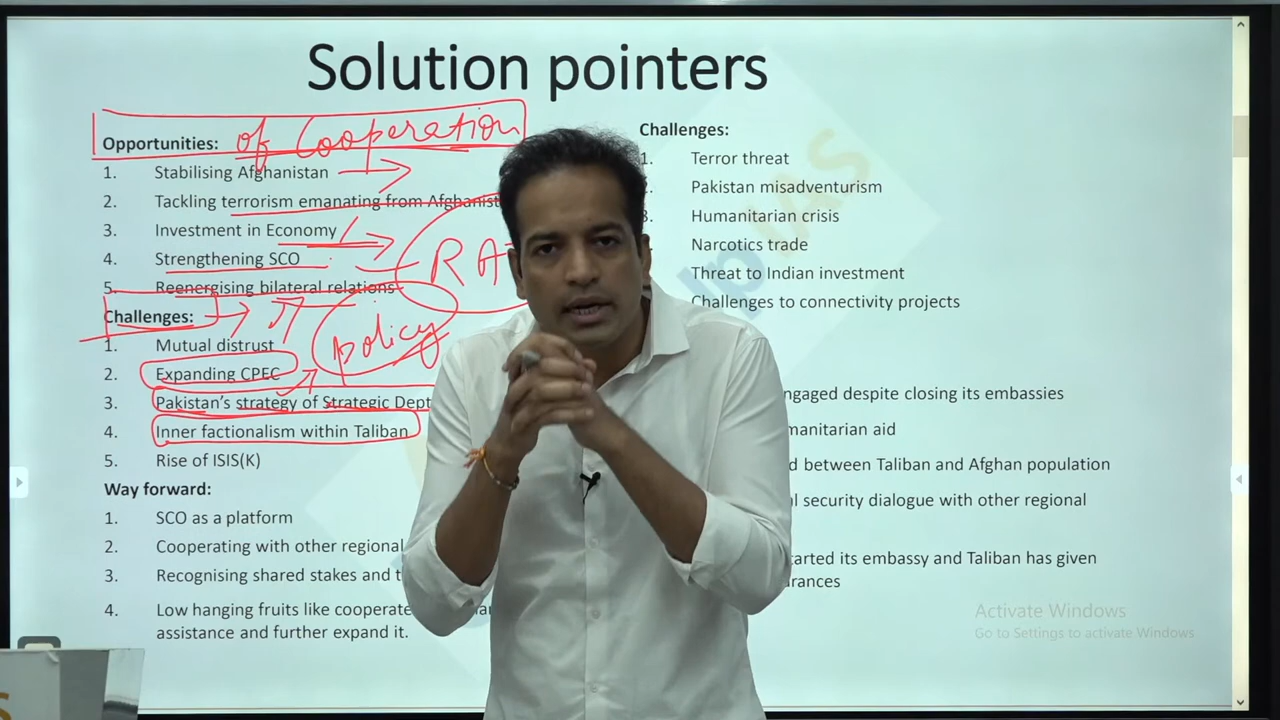 Solution pointers
Opportunities: of Cooperation
1. Stabilising Afghanistan
2. Tackling terrorism emanating from Afghanist
3. Investment in Economy
4. Strengthening SCO
5. Reenergising bilateral relations
RA
Challenges:
policy
1. Mutual distrust
2. Expanding CPEC
3. Pakistan's strategy of Strategic Dept
4. Inner factionalism within Taliban
5. Rise of ISIS(K)
Way forward:
1. SCO as a platform
2. Cooperating with other regional
3. Recognising shared stakes and t
4. Low hanging fruits like cooperate
assistance and further expand it.
Challenges:
1. Terror threat
2. Pakistan misadventurism
3. Humanitarian crisis
Narcotics trade
Threat to Indian investment
Challenges to connectivity projects
ngaged despite closing its embassies
manitarian aid
d between Taliban and Afghan population
l security dialogue with other regional
tarted its embassy and Taliban has given
rances
Activate Windows
Go to Settings to activate Windows
lp IAS
AS